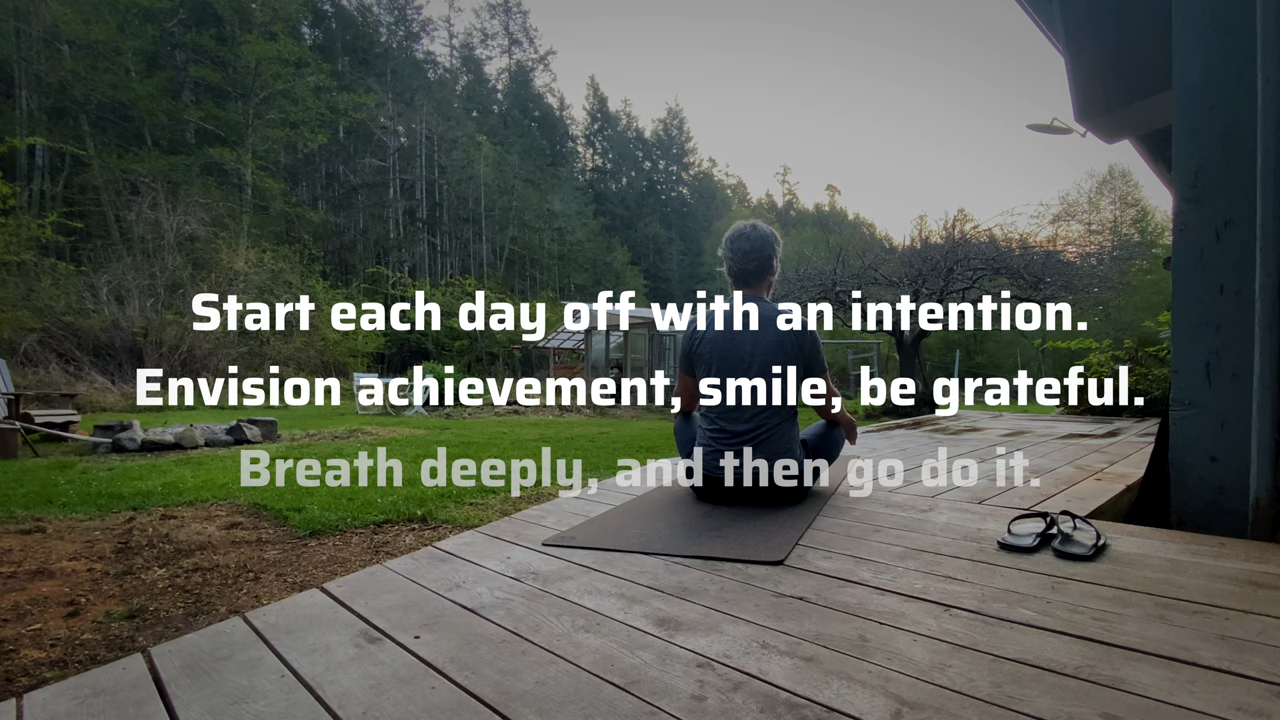 Start each day off with an intention.
Envision achievement, smile, be grateful.
Breath deeply, and then go do it.